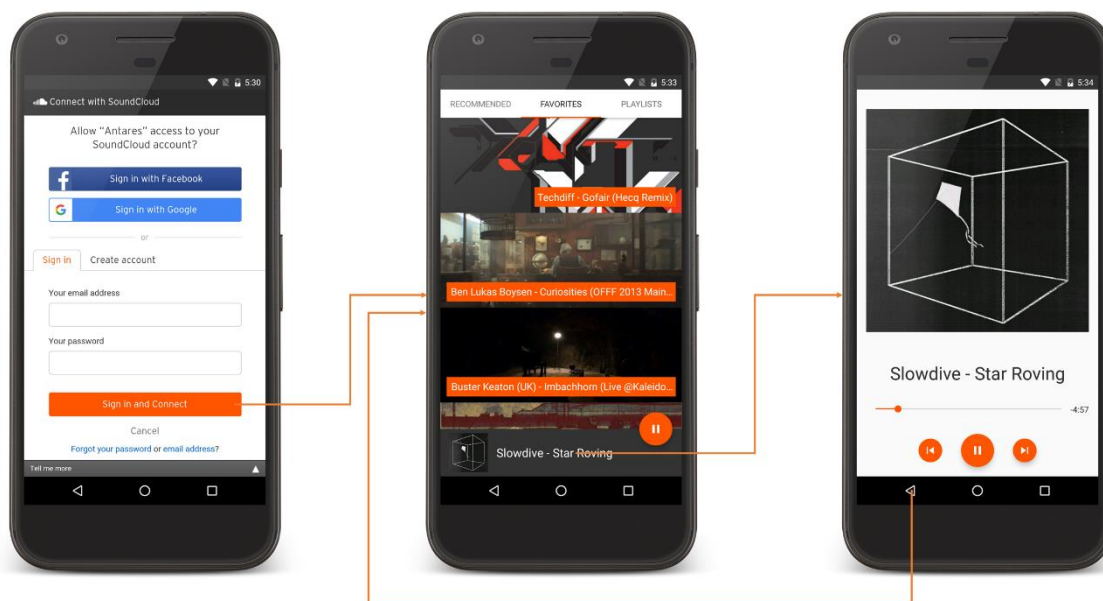 5:30
Connect with SoundCloud
Allow “Antares” access to your
SoundCloud account?
Sign in with Facebook
Sign in with Google
or
Sign in
Create account
Your email address
Your password
Sign in and Connect
Cancel
Forgot your password or email address?
Tell me more
5:33
RECOMMENDED
FAVORITES
PLAYLISTS
Techdiff - Gofair (Hecq Remix)
Ben Lukas Boysen - Curiosities (OFFF 2013 Main...
Buster Keaton (UK) - Imbachhorn (Live @Kaleido...
Slowdive - Star Roving
5:34
Slowdive - Star Roving
-4:57